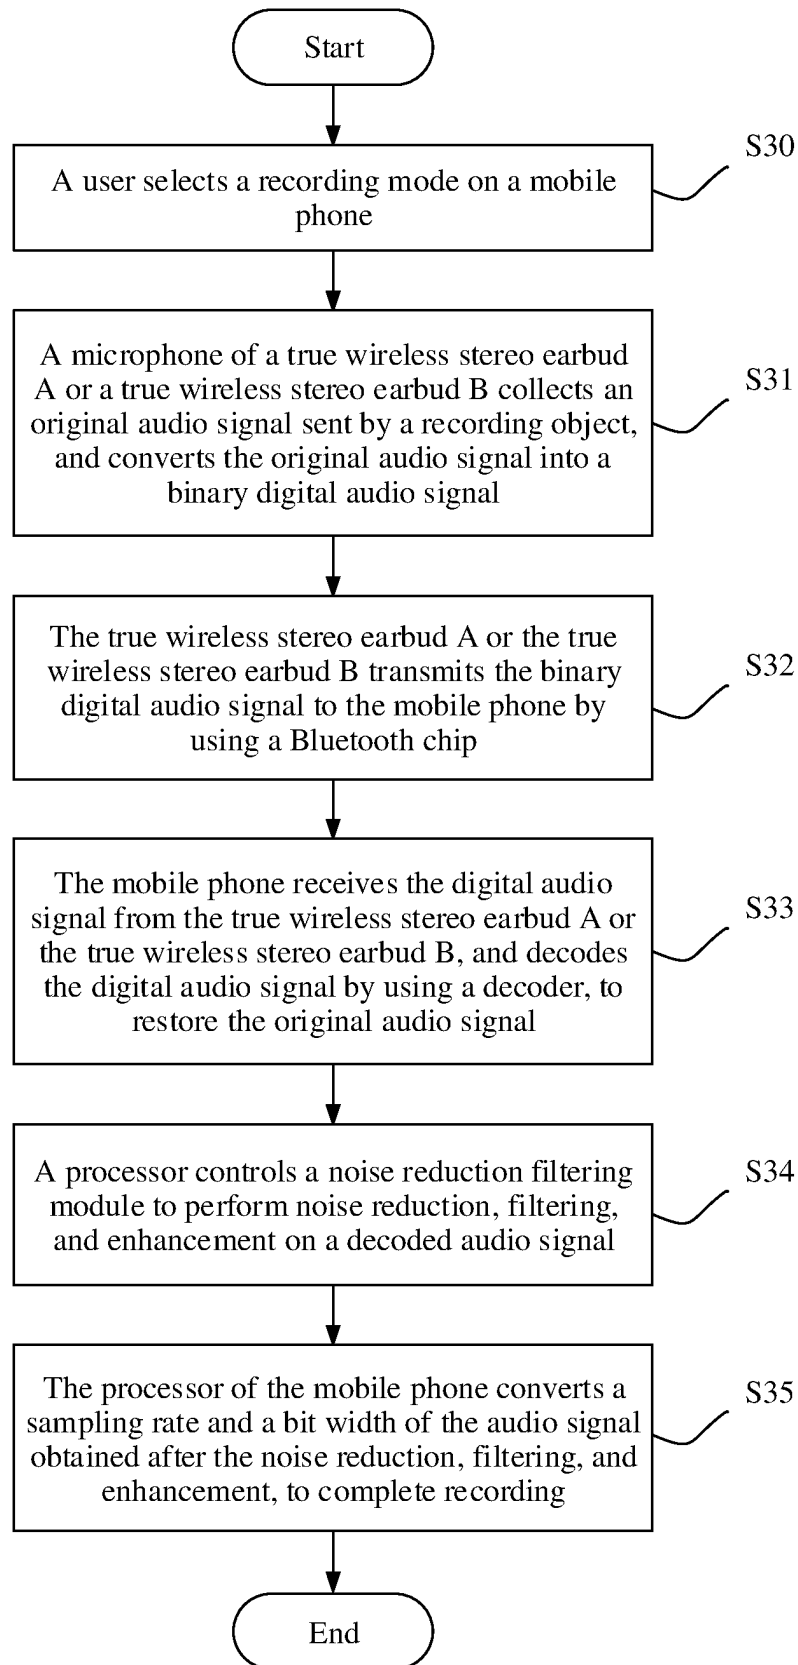 Start
S30
A user selects a recording mode on a mobile
phone
S31
A microphone of a true wireless stereo earbud
A or a true wireless stereo earbud B collects an
original audio signal sent by a recording object,
and converts the original audio signal into a
binary digital audio signal
S32
The true wireless stereo earbud A or the true
wireless stereo earbud B transmits the binary
digital audio signal to the mobile phone by
using a Bluetooth chip
S33
The mobile phone receives the digital audio
signal from the true wireless stereo earbud A or
the true wireless stereo earbud B, and decodes
the digital audio signal by using a decoder, to
restore the original audio signal
S34
A processor controls a noise reduction filtering
module to perform noise reduction, filtering,
and enhancement on a decoded audio signal
S35
The processor of the mobile phone converts a
sampling rate and a bit width of the audio signal
obtained after the noise reduction, filtering, and
enhancement, to complete recording
End